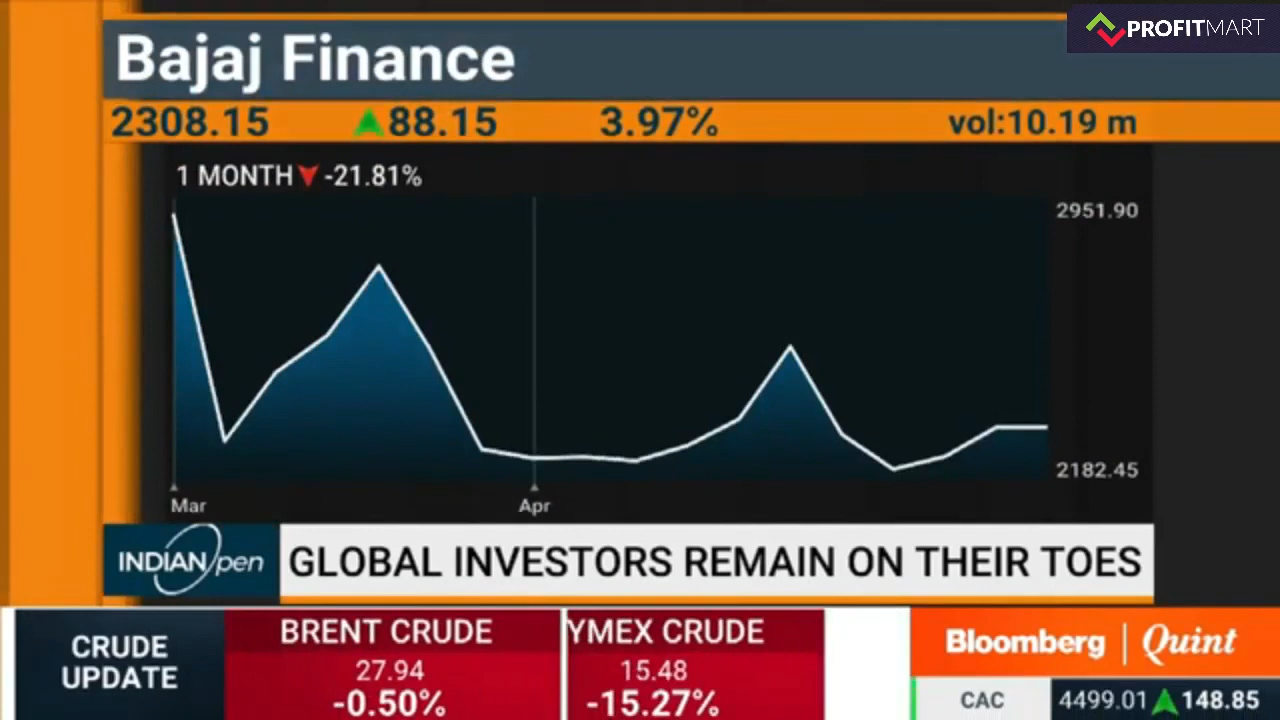 PROFITMART
Bajaj Finance
2308.15 88.15 3.97% vol:10.19 m
1 MONTH -21.81%
2951.90
2182.45
Mar Apr
INDIAN Open GLOBAL INVESTORS REMAIN ON THEIR TOES
CRUDE UPDATE
BRENT CRUDE
27.94
-0.50%
YMEX CRUDE
15.48
-15.27%
Bloomberg | Quint
CAC 4499.01 148.85